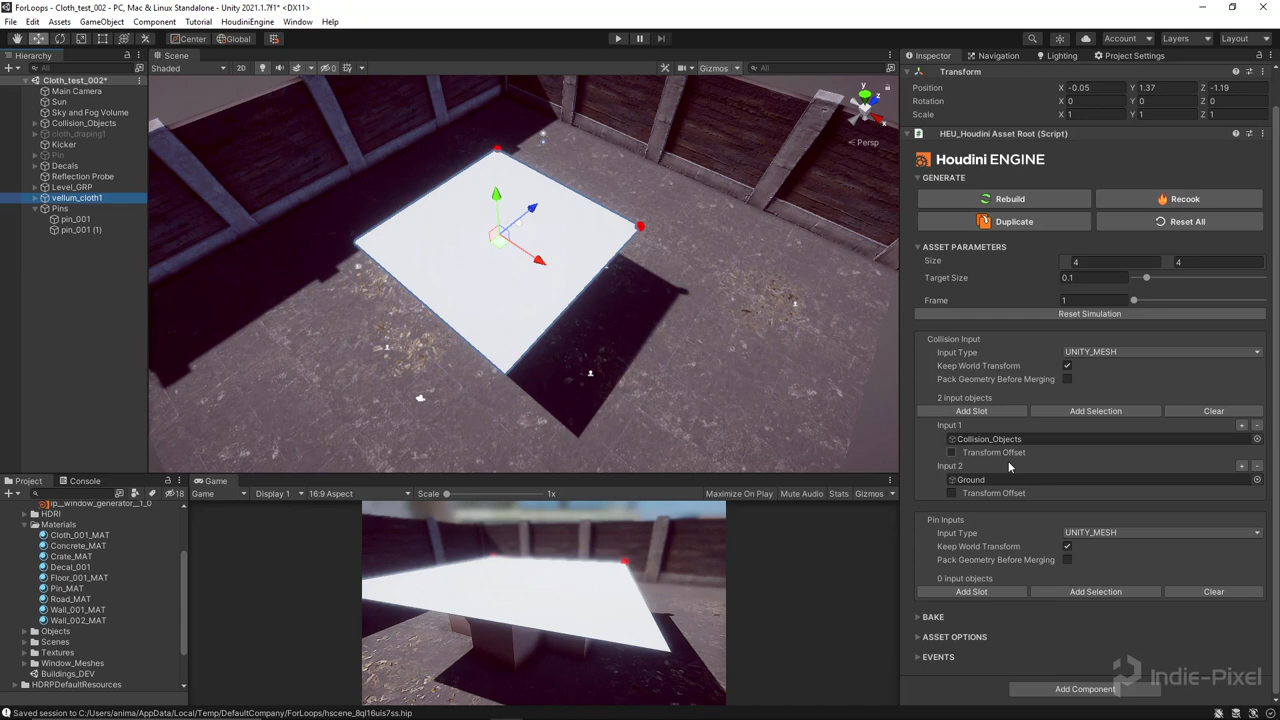 ForLoops - Cloth_test_002* - PC, Mac & Linux Standalone - Unity 2021.1.7f1* <DX11>
File Edit Assets GameObject Component Tutorial HoudiniEngine Window Help
Center Global Account Layers Layout
Hierarchy
All
Cloth_test_002*
Main Camera
Sun
Sky and Fog Volume
Collision_Objects
cloth_draping1
Kicker
Pin
Decals
Reflection Probe
Level_GRP
vellum_cloth1
Pins
pin_001
pin_001 (1)
Scene
Shaded 2D 0 Gizmos All
y
z
x
Persp
Project Console
18
ip__window_generator__1_0
HDRI
Materials
Cloth_001_MAT
Concrete_MAT
Crate_MAT
Decal_001
Floor_001_MAT
Pin_MAT
Road_MAT
Wall_001_MAT
Wall_002_MAT
Objects
Scenes
Textures
Window_Meshes
Buildings_DEV
HDRPDefaultResources
Game
Game Display 1 16:9 Aspect Scale 1x Maximize On Play Mute Audio Stats Gizmos
Inspector Navigation Lighting Project Settings
Transform
Position X -0.05 Y 1.37 Z -1.19
Rotation X 0 Y 0 Z 0
Scale X 1 Y 1 Z 1
HEU_Houdini Asset Root (Script)
Houdini ENGINE
GENERATE
Rebuild Recook
Duplicate Reset All
ASSET PARAMETERS
Size 4 4
Target Size 0.1
Frame 1
Reset Simulation
Collision Input
Input Type UNITY_MESH
Keep World Transform
Pack Geometry Before Merging
2 input objects
Add Slot Add Selection Clear
Input 1 + -
Collision_Objects
Transform Offset
Input 2 + -
Ground
Transform Offset
Pin Inputs
Input Type UNITY_MESH
Keep World Transform
Pack Geometry Before Merging
0 input objects
Add Slot Add Selection Clear
BAKE
ASSET OPTIONS
EVENTS
Add Component
Indie-Pixel
Saved session to C:/Users/anima/AppData/Local/Temp/DefaultCompany/ForLoops/hscene_8ql16uis7ss.hip